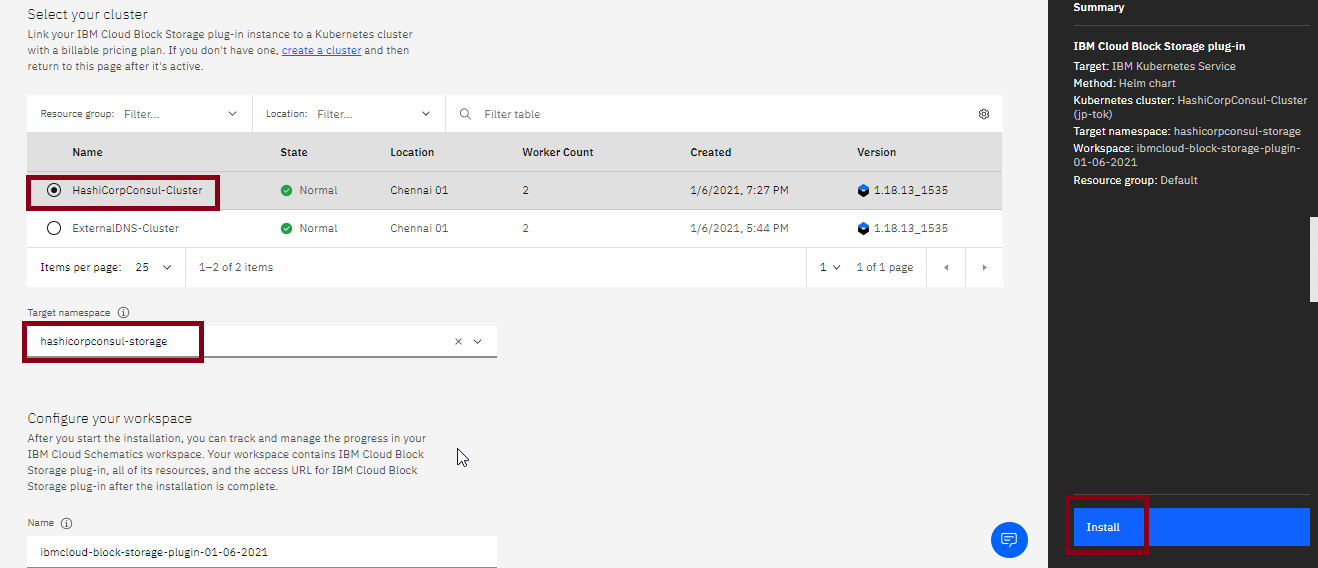 Select your cluster
Link your IBM Cloud Block Storage plug-in instance to a Kubernetes cluster
with a billable pricing plan. If you don't have one, create a cluster and then
return to this page after it's active.
Resource group: Filter... Location: Filter... Filter table
Name State Location Worker Count Created Version
HashiCorpConsul-Cluster Normal Chennai 01 2 1/6/2021, 7:27 PM 1.18.13_1535
ExternalDNS-Cluster Normal Chennai 01 2 1/6/2021, 5:44 PM 1.18.13_1535
Items per page: 25 1–2 of 2 items 1 1 of 1 page
Target namespace
hashicorpconsul-storage
Configure your workspace
After you start the installation, you can track and manage the progress in your
IBM Cloud Schematics workspace. Your workspace contains IBM Cloud Block
Storage plug-in, all of its resources, and the access URL for IBM Cloud Block
Storage plug-in after the installation is complete.
Name
ibmcloud-block-storage-plugin-01-06-2021
Summary
IBM Cloud Block Storage plug-in
Target: IBM Kubernetes Service
Method: Helm chart
Kubernetes cluster: HashiCorpConsul-Cluster
(jp-tok)
Target namespace: hashicorpconsul-storage
Workspace: ibmcloud-block-storage-plugin-
01-06-2021
Resource group: Default
Install